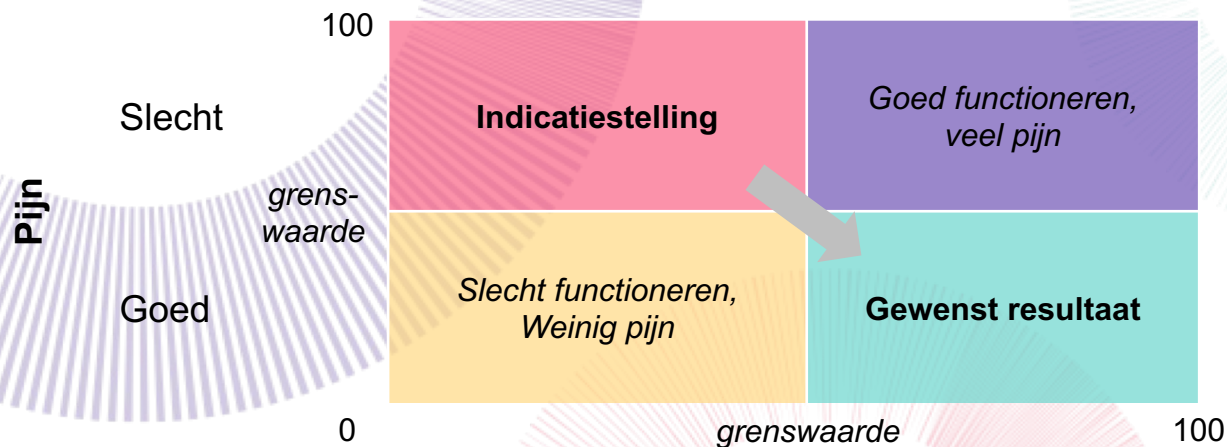 100
Slecht
Indicatiestelling
Goed functioneren,
veel pijn
Pijn
grens-
waarde
Goed
Slecht functioneren,
Weinig pijn
Gewenst resultaat
0
grenswaarde
100